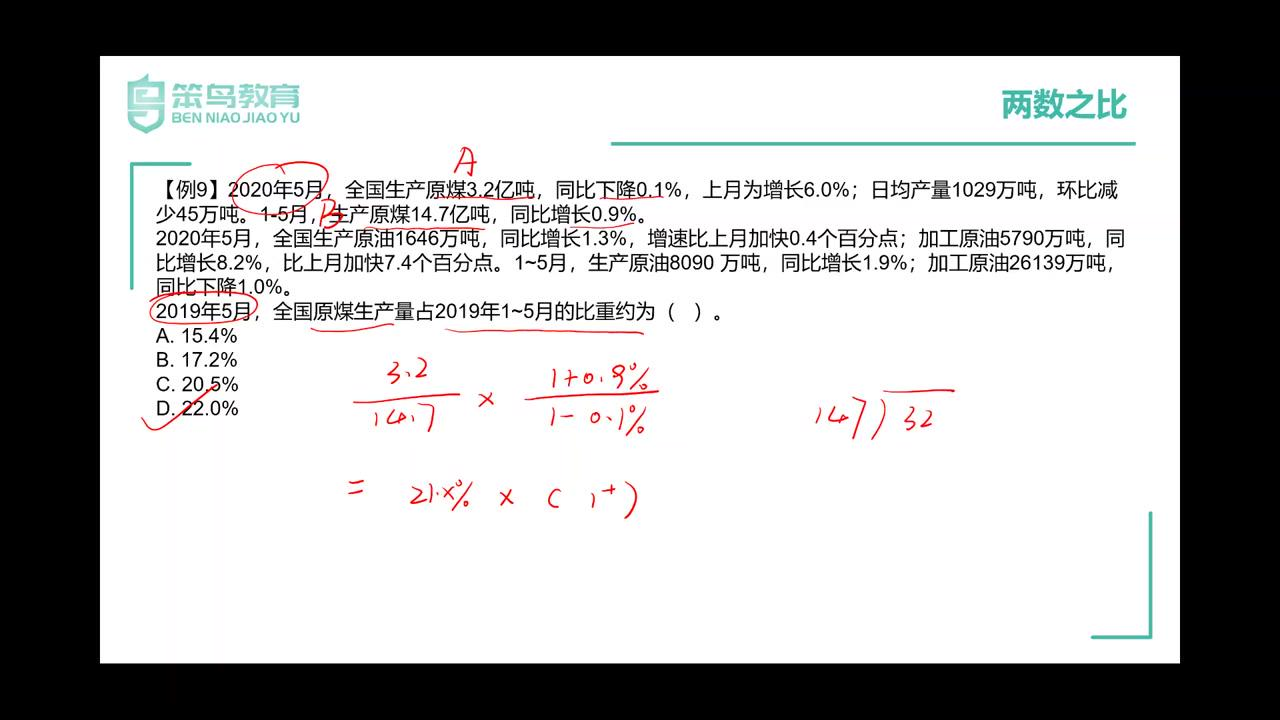 笨鸟教育
BEN NIAO JIAO YU
两数之比
A
【例9】2020年5月，全国生产原煤3.2亿吨，同比下降0.1%，上月为增长6.0%；日均产量1029万吨，环比减
少45万吨。1-5月，生产原煤14.7亿吨，同比增长0.9%。
B
2020年5月，全国生产原油1646万吨，同比增长1.3%，增速比上月加快0.4个百分点；加工原油5790万吨，同
比增长8.2%，比上月加快7.4个百分点。1~5月，生产原油8090 万吨，同比增长1.9%；加工原油26139万吨，
同比下降1.0%。
2019年5月，全国原煤生产量占2019年1~5月的比重约为（ ）。
A. 15.4%
B. 17.2%
C. 20.5%
D. 22.0%
3.2 1+0.9%
×
14.7 1-0.1%
147)32
= 21.x% × ( 1+)